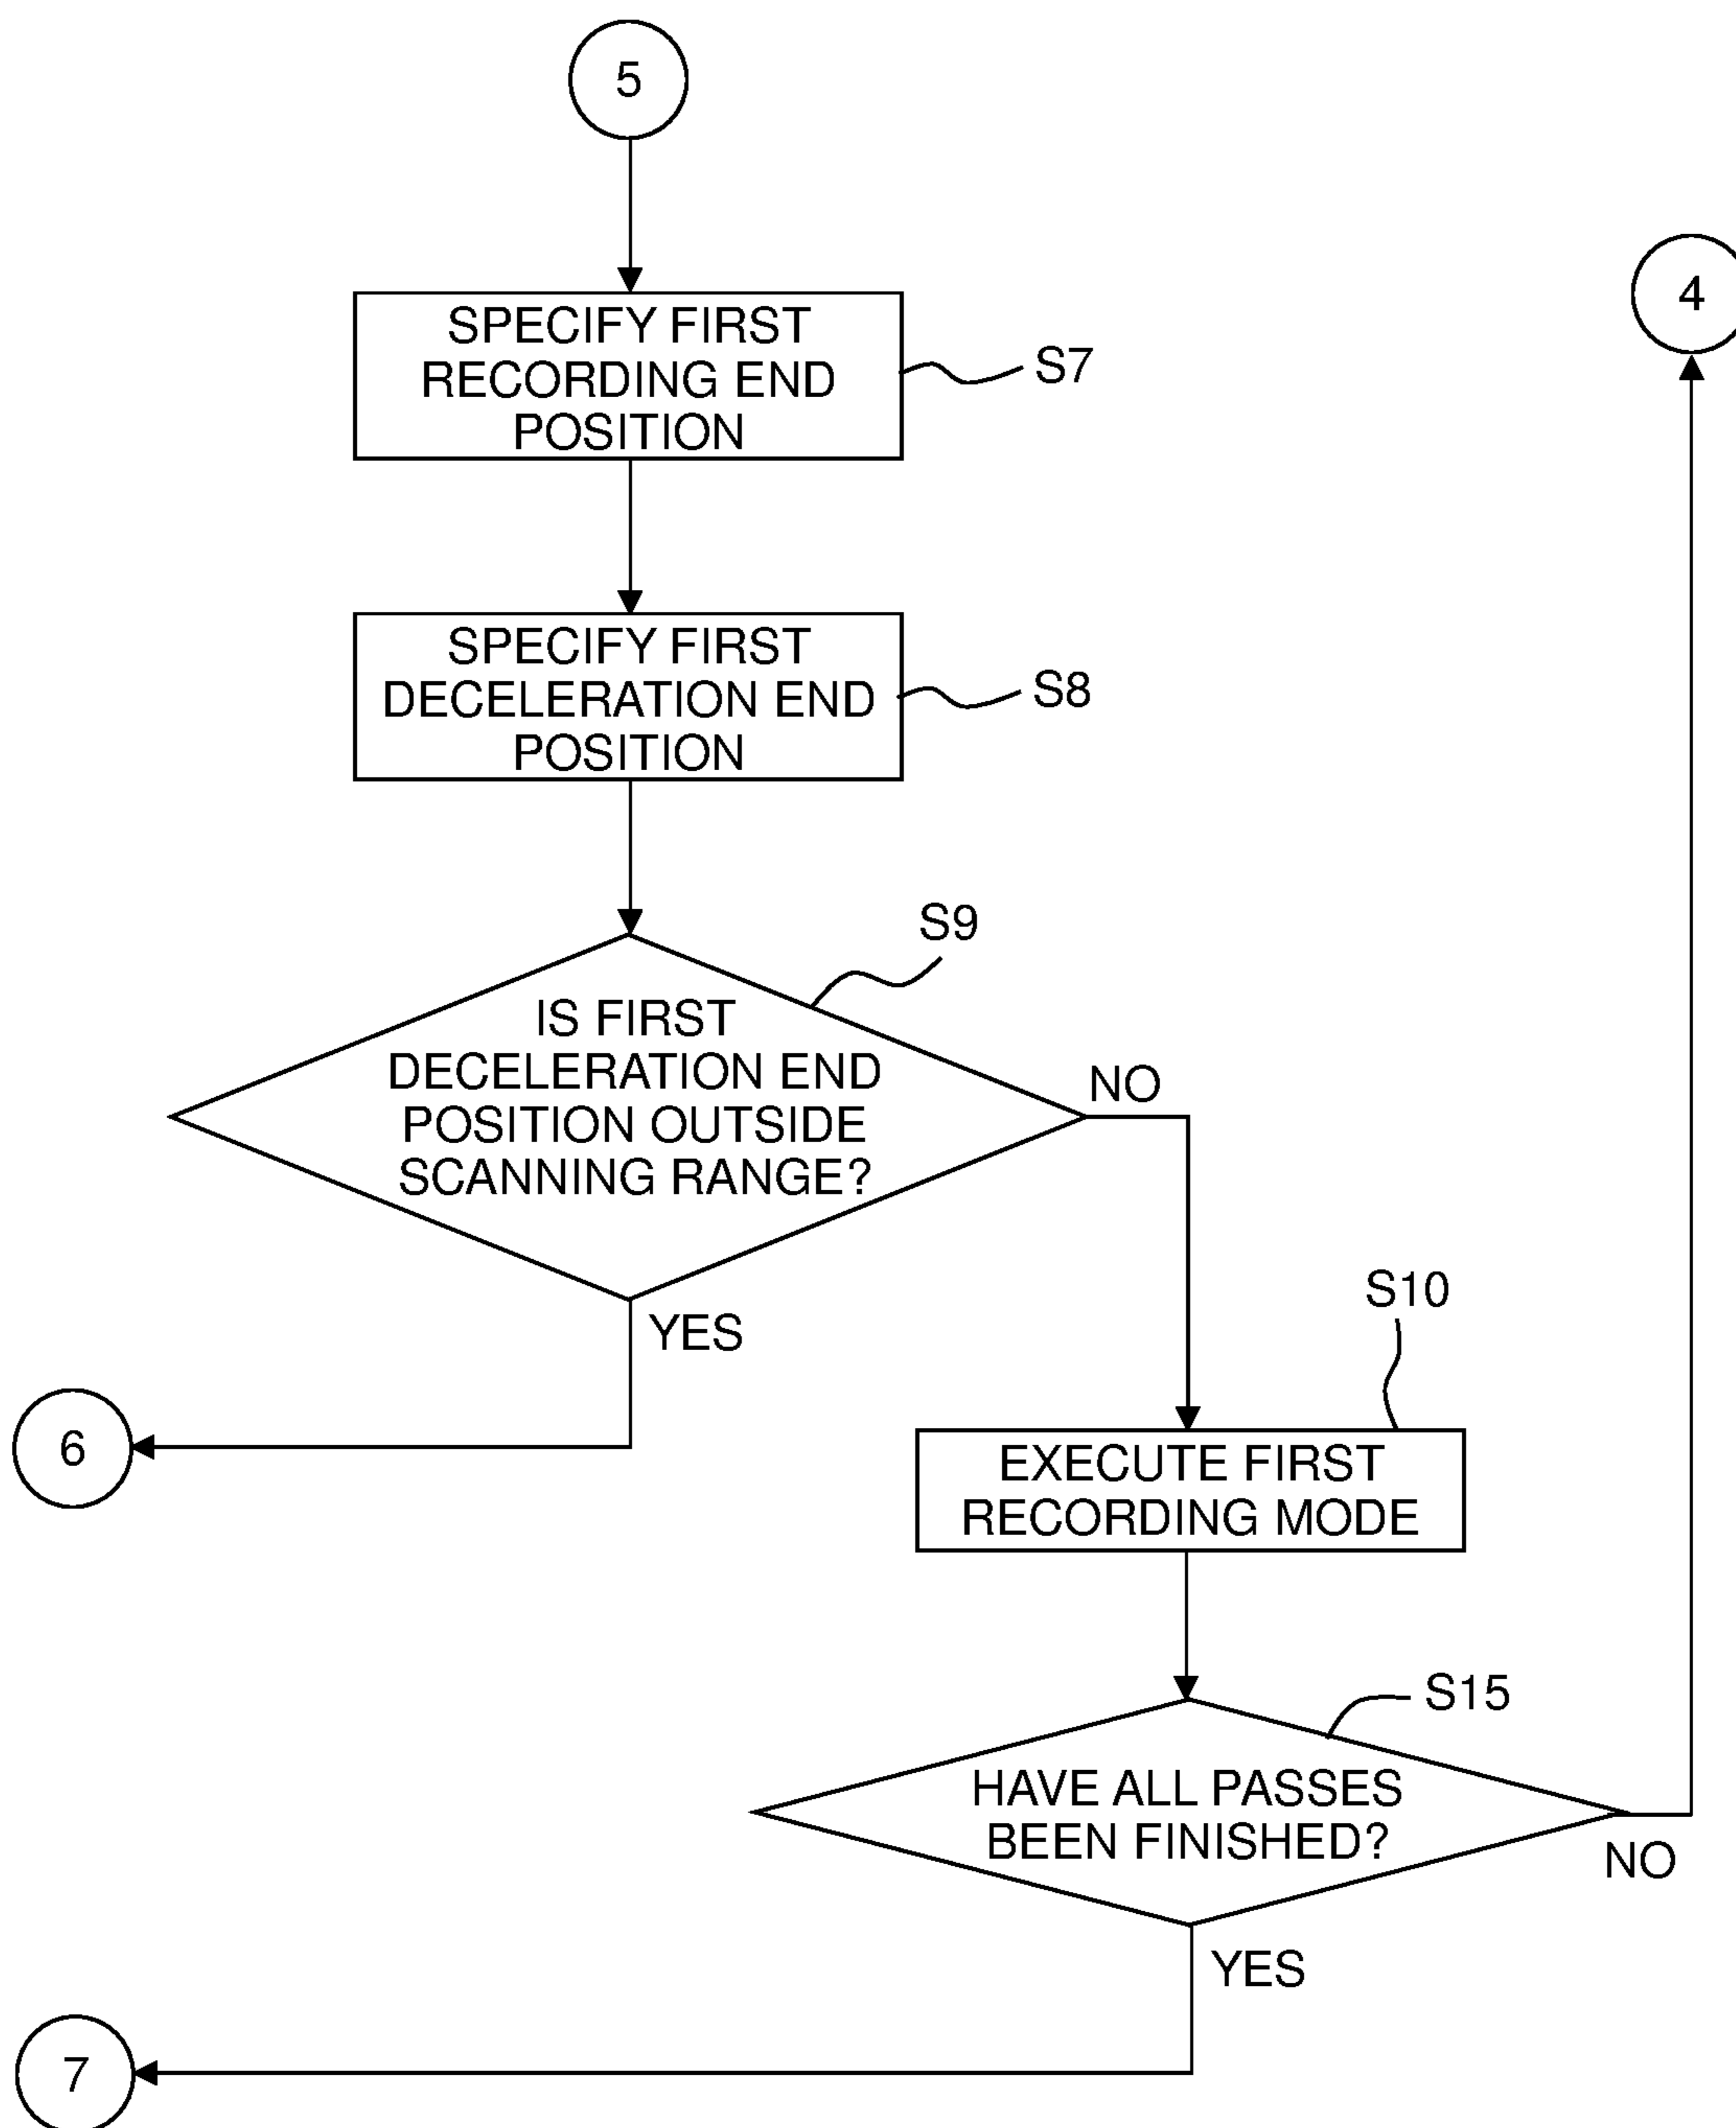 5
4
SPECIFY FIRST
RECORDING END
POSITION
S7
SPECIFY FIRST
DECELERATION END
POSITION
S8
S9
IS FIRST
DECELERATION END
POSITION OUTSIDE
SCANNING RANGE?
NO
YES
6
S10
EXECUTE FIRST
RECORDING MODE
S15
HAVE ALL PASSES
BEEN FINISHED?
NO
YES
7